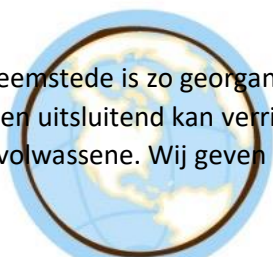 eemstede is zo georgan
en uitsluitend kan verri
volwassene. Wij geven